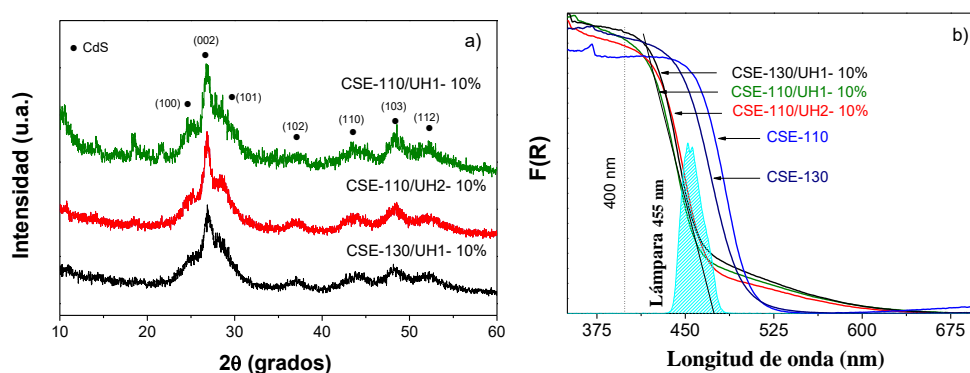 a)
• CdS
(002)
(100)
(101)
(102)
(110)
(103)
(112)
CSE-110/UH1- 10%
CSE-110/UH2- 10%
CSE-130/UH1- 10%
Intensidad (u.a.)
10 20 30 40 50 60
2θ (grados)
b)
CSE-130/UH1- 10%
CSE-110/UH1- 10%
CSE-110/UH2- 10%
CSE-110
CSE-130
F(R)
400 nm
Lámpara 455 nm
375 450 525 600 675
Longitud de onda (nm)